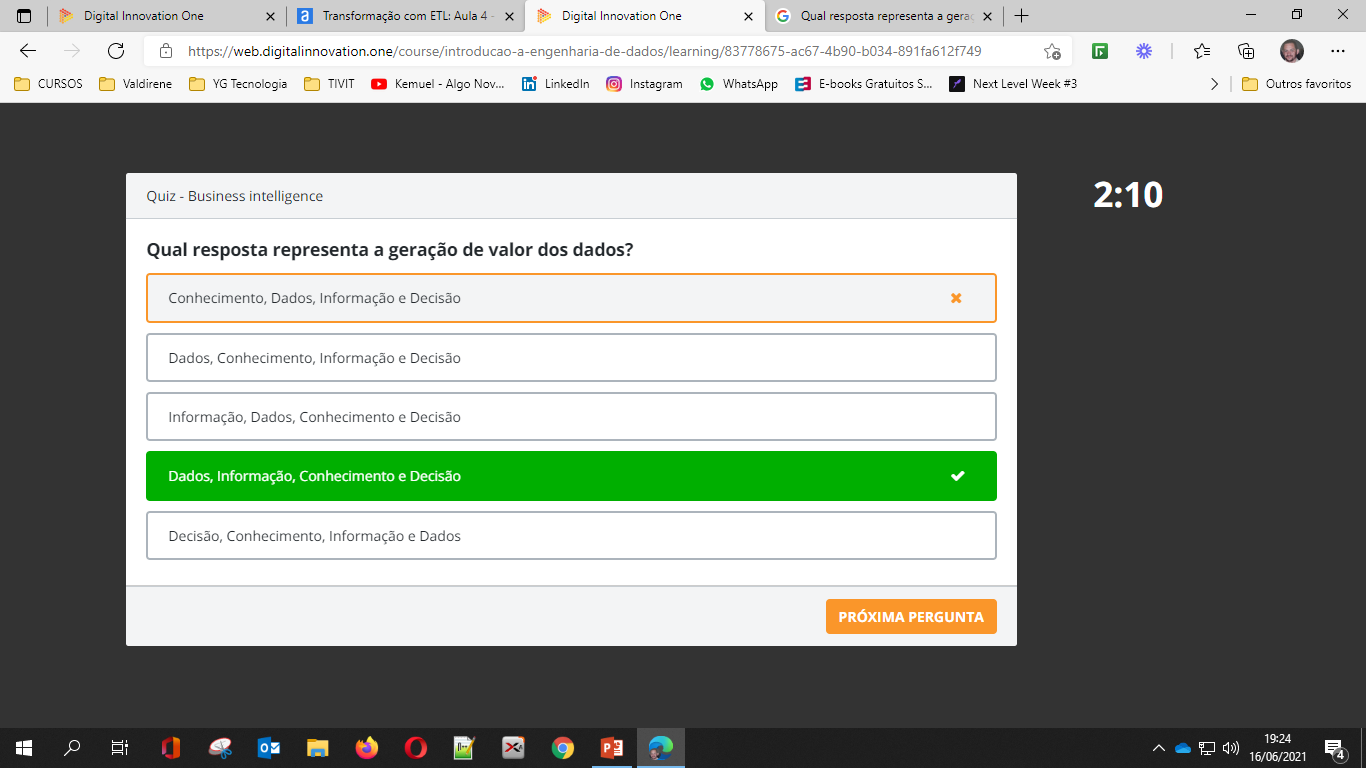 Digital Innovation One
Transformação com ETL: Aula 4 -
Digital Innovation One
Qual resposta representa a gera
https://web.digitalinnovation.one/course/introducao-a-engenharia-de-dados/learning/83778675-ac67-4b90-b034-891fa612f749
CURSOS
Valdirene
YG Tecnologia
TIVIT
Kemuel - Algo Nov...
LinkedIn
Instagram
WhatsApp
E-books Gratuitos S...
Next Level Week #3
Outros favoritos
Quiz - Business intelligence
2:10
Qual resposta representa a geração de valor dos dados?
Conhecimento, Dados, Informação e Decisão
Dados, Conhecimento, Informação e Decisão
Informação, Dados, Conhecimento e Decisão
Dados, Informação, Conhecimento e Decisão
Decisão, Conhecimento, Informação e Dados
PRÓXIMA PERGUNTA
19:24
16/06/2021
4